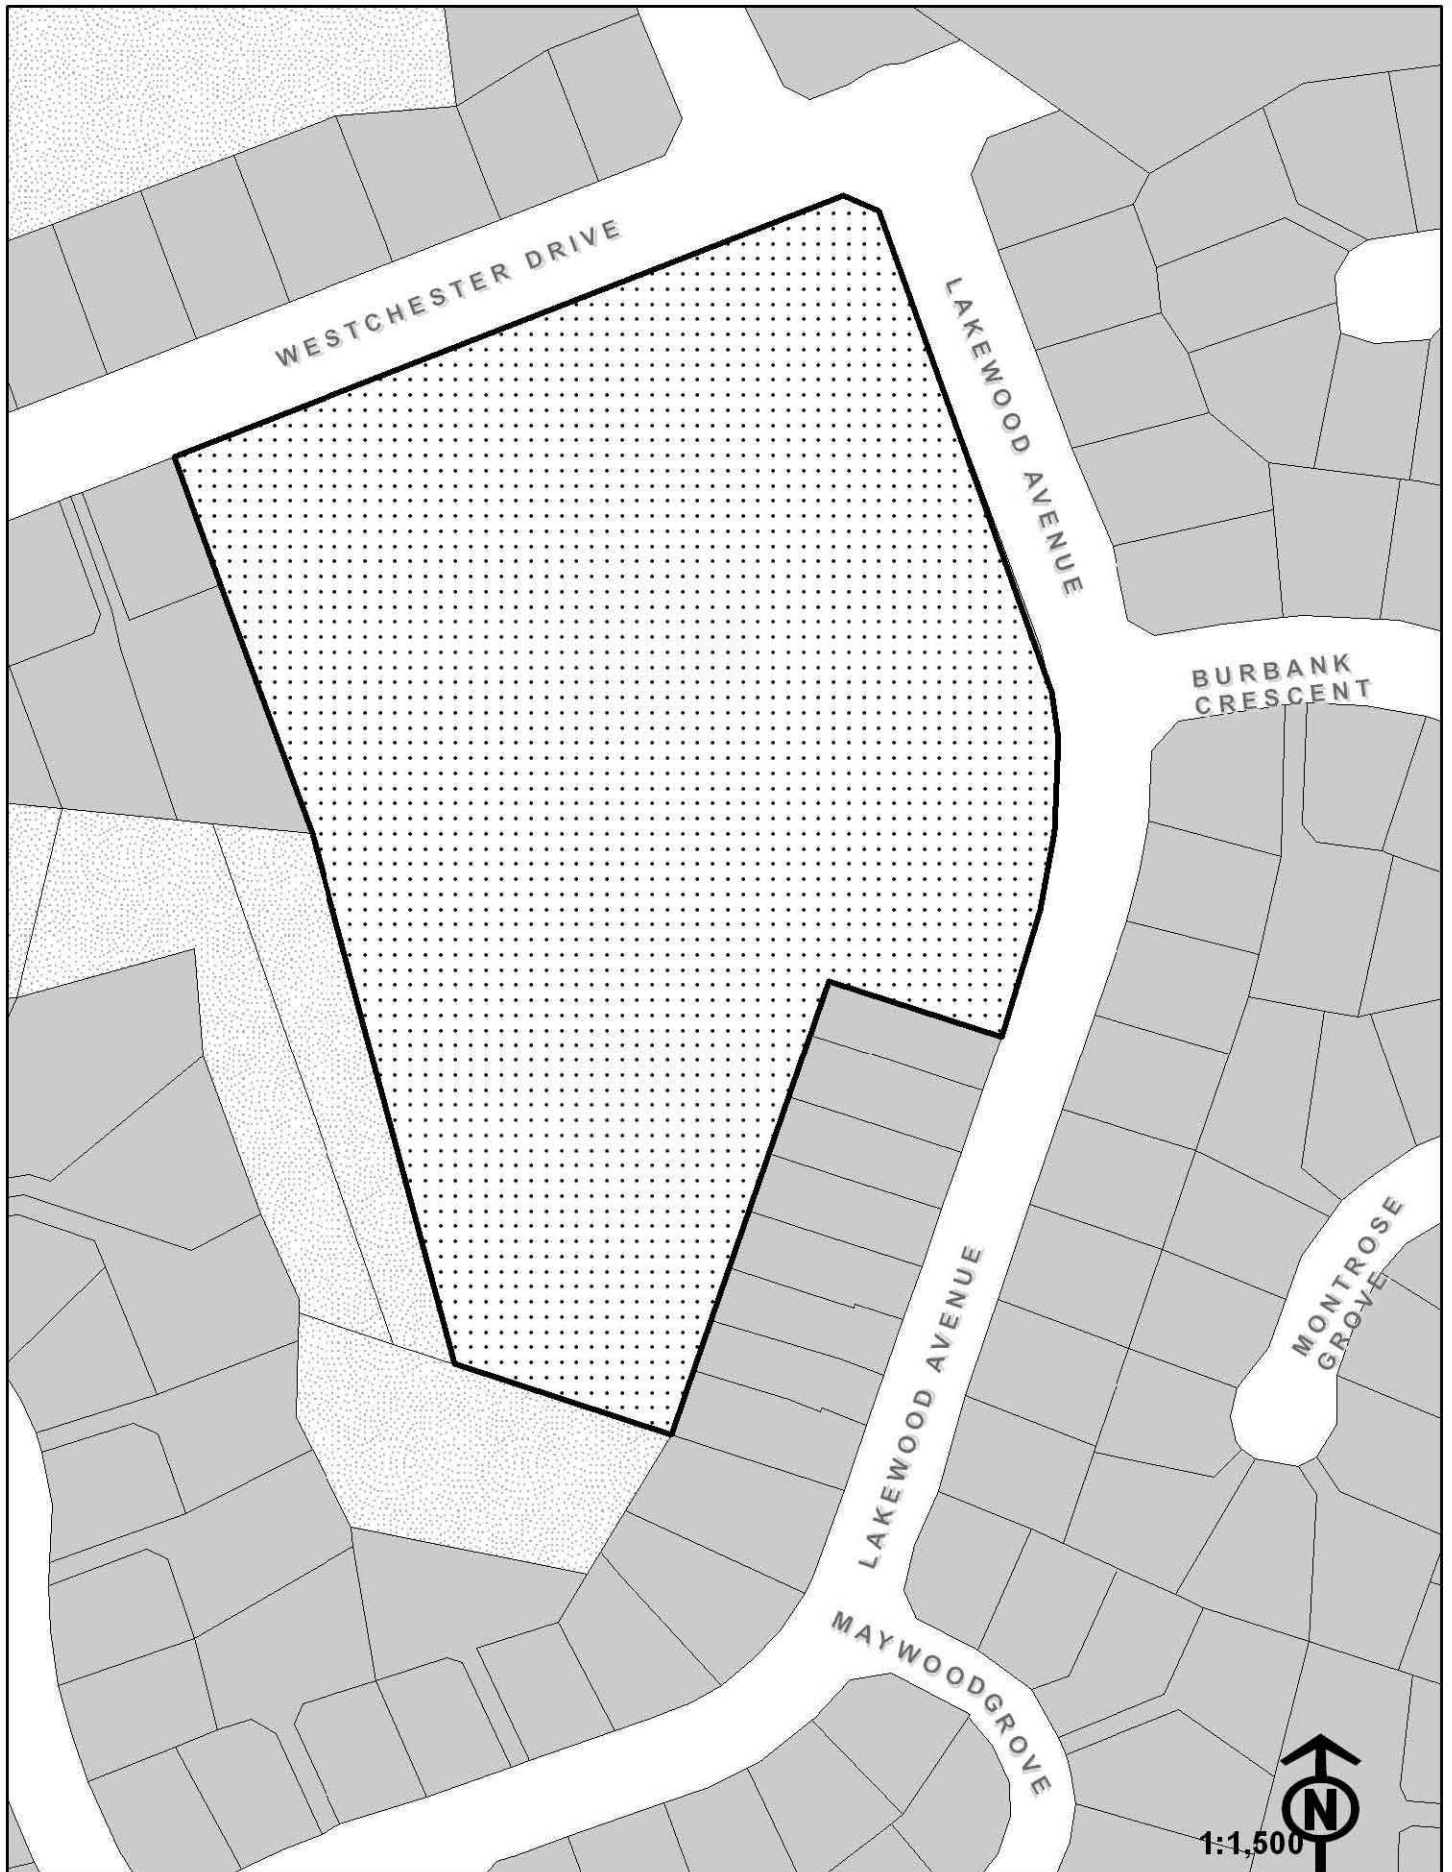 WESTCHESTER DRIVE
LAKEWOOD AVENUE
BURBANK
CRESCENT
MONTROSE
GROVE
LAKEWOOD AVENUE
MAYWOODGROVE
N
1:1,500